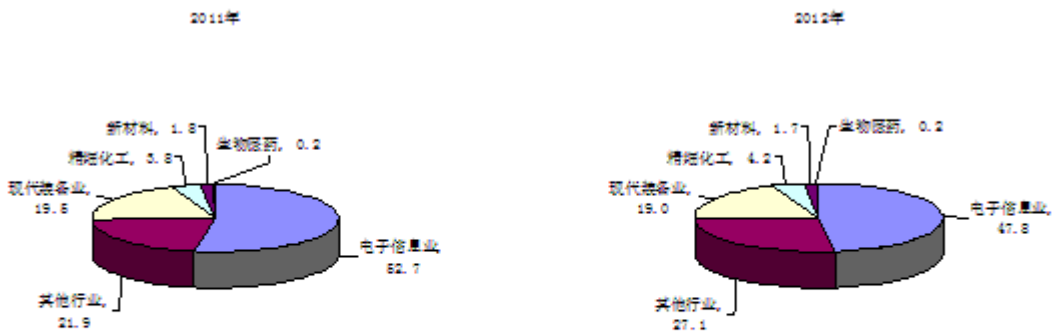 2011年
新材料, 1.8
生物医药, 0.2
精细化工, 3.8
现代装备业,
19.6
电子信息业,
52.7
其他行业,
21.9
2012年
新材料, 1.7
生物医药, 0.2
精细化工, 4.2
现代装备业,
19.0
电子信息业,
47.8
其他行业,
27.1